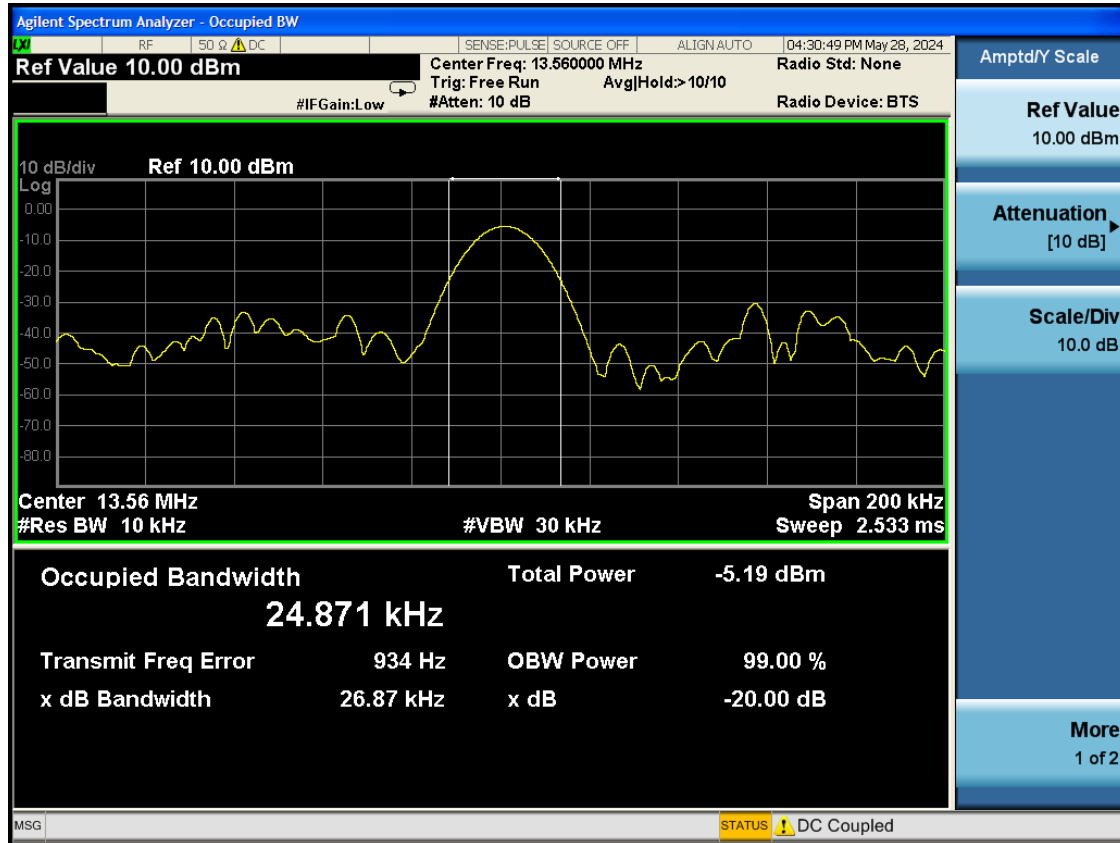 Agilent Spectrum Analyzer - Occupied BW
LXI RF 50 Ω DC SENSE:PULSE SOURCE OFF ALIGN AUTO 04:30:49 PM May 28, 2024
Ref Value 10.00 dBm
Center Freq: 13.560000 MHz
Radio Std: None
Trig: Free Run Avg|Hold:> 10/10
#IFGain:Low
#Atten: 10 dB
Radio Device: BTS
10 dB/div Ref 10.00 dBm
Log
0.00
-10.0
-20.0
-30.0
-40.0
-50.0
-60.0
-70.0
-80.0
Center 13.56 MHz Span 200 kHz
#Res BW 10 kHz #VBW 30 kHz Sweep 2.533 ms
Occupied Bandwidth Total Power -5.19 dBm
24.871 kHz
Transmit Freq Error 934 Hz OBW Power 99.00 %
x dB Bandwidth 26.87 kHz x dB -20.00 dB
Amptd/Y Scale
Ref Value
10.00 dBm
Attenuation
[10 dB]
Scale/Div
10.0 dB
More
1 of 2
MSG STATUS DC Coupled